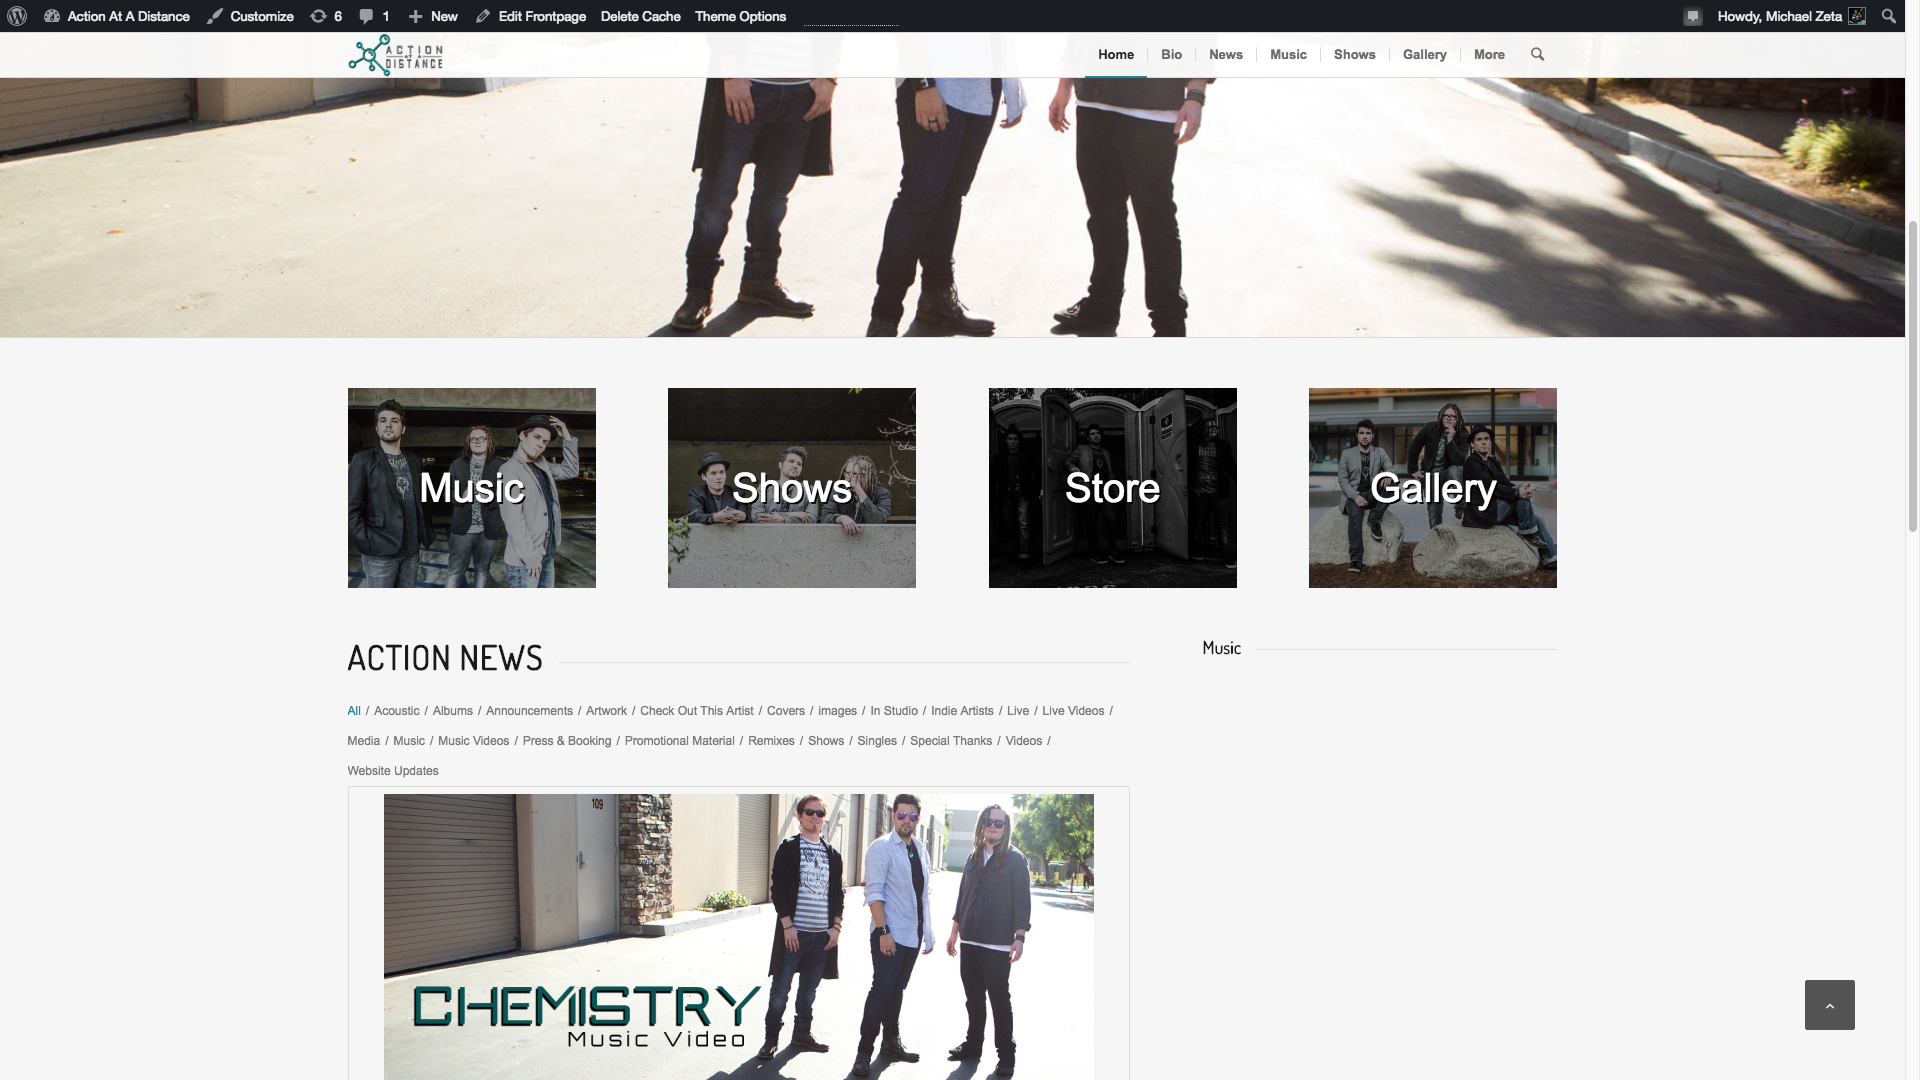 Action At A Distance Customize 6 1 New Edit Frontpage Delete Cache Theme Options Howdy, Michael Zeta
ACTION AT A DISTANCE Home Bio News Music Shows Gallery More
Music Shows Store Gallery
ACTION NEWS
Music
All / Acoustic / Albums / Announcements / Artwork / Check Out This Artist / Covers / images / In Studio / Indie Artists / Live / Live Videos /
Media / Music / Music Videos / Press & Booking / Promotional Material / Remixes / Shows / Singles / Special Thanks / Videos /
Website Updates
109
CHEMISTRY
Music Video